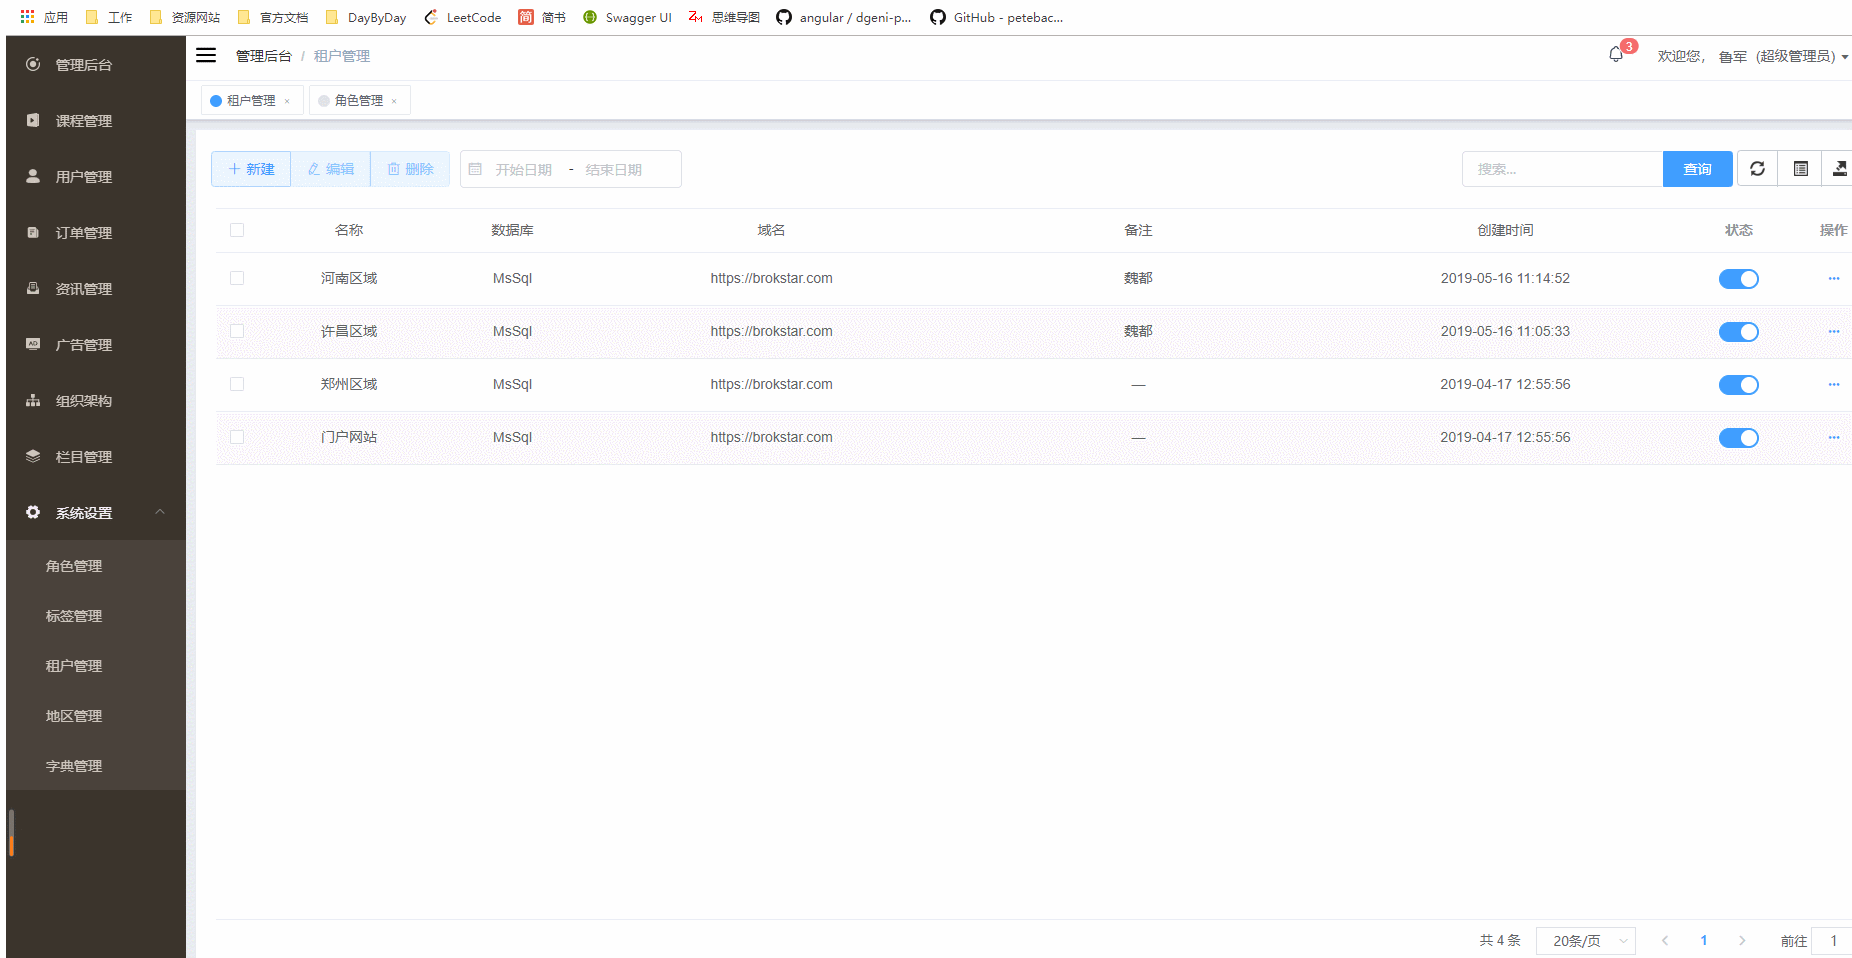 应用 工作 资源网站 官方文档 DayByDay LeetCode 简 简书 Swagger UI 思维导图 angular / dgeni-p... GitHub - petebac...
管理后台 管理后台 / 租户管理 3 欢迎您， 鲁军 (超级管理员)
租户管理 × 角色管理 ×
课程管理
新建 编辑 删除 开始日期 - 结束日期 搜索... 查询
用户管理
名称 数据库 域名 备注 创建时间 状态 操作
订单管理
河南区域 MsSql https://brokstar.com 魏都 2019-05-16 11:14:52 ...
资讯管理
许昌区域 MsSql https://brokstar.com 魏都 2019-05-16 11:05:33 ...
AD 广告管理
郑州区域 MsSql https://brokstar.com — 2019-04-17 12:55:56 ...
组织架构
门户网站 MsSql https://brokstar.com — 2019-04-17 12:55:56 ...
栏目管理
系统设置
角色管理
标签管理
租户管理
地区管理
字典管理
共 4 条 20条/页 1 前往 1